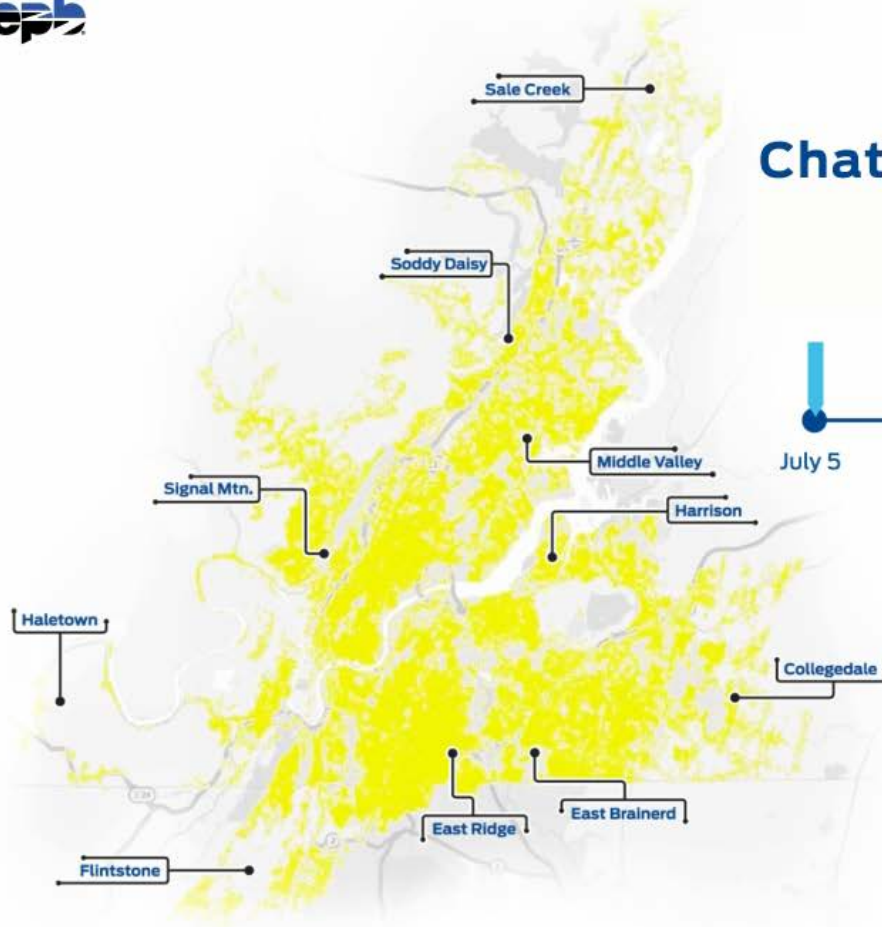 epb
Sale Creek
Chat
Soddy Daisy
July 5
Middle Valley
Signal Mtn.
Harrison
Haletown
Collegedale
East Brainerd
East Ridge
Flintstone